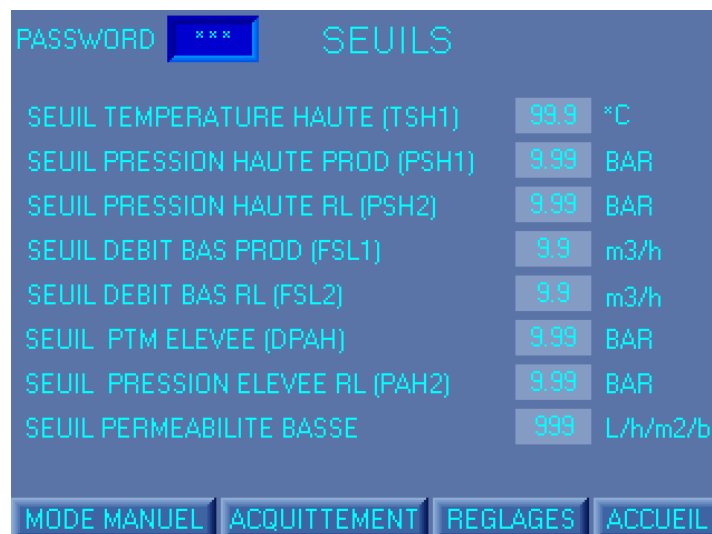 PASSWORD *** SEUILS
SEUIL TEMPERATURE HAUTE (TSH1) 99.9 °C
SEUIL PRESSION HAUTE PROD (PSH1) 9.99 BAR
SEUIL PRESSION HAUTE RL (PSH2) 9.99 BAR
SEUIL DEBIT BAS PROD (FSL1) 9.9 m3/h
SEUIL DEBIT BAS RL (FSL2) 9.9 m3/h
SEUIL PTM ELEVEE (DPAH) 9.99 BAR
SEUIL PRESSION ELEVEE RL (PAH2) 9.99 BAR
SEUIL PERMEABILITE BASSE 999 L/h/m2/b
MODE MANUEL ACQUITTEMENT REGLAGES ACCUEIL